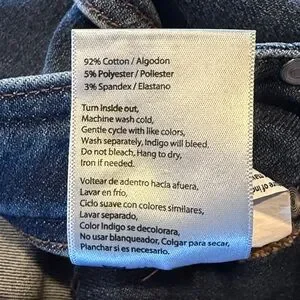 92% Cotton / Algodon
5% Polyester / Poliester
3% Spandex / Elastano
Turn Inside out,
Machine wash cold,
Gentle cycle with like colors,
Wash separately, Indigo will bleed.
Do not bleach, Hang to dry,
Iron if needed.
Voltear de adentro hacía afuera,
Lavar en frío,
Ciclo suave con colores similares,
Lavar separado,
Color Indigo se decolorará.
No usar blanqueador, Colgar para secar,
Planchar si es necesario.